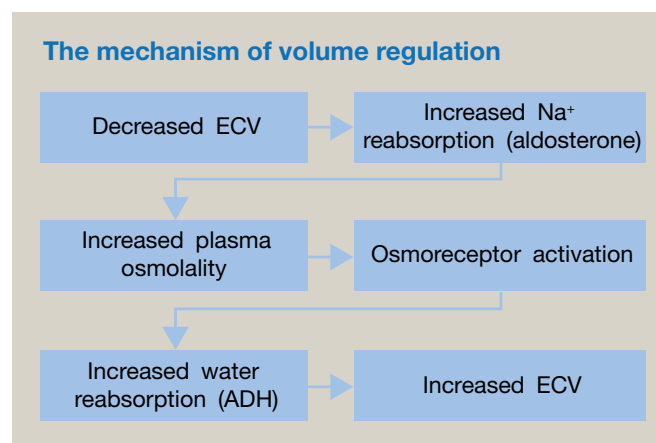 The mechanism of volume regulation
Decreased ECV
Increased Na⁺
reabsorption (aldosterone)
Increased plasma
osmolality
Osmoreceptor activation
Increased water
reabsorption (ADH)
Increased ECV